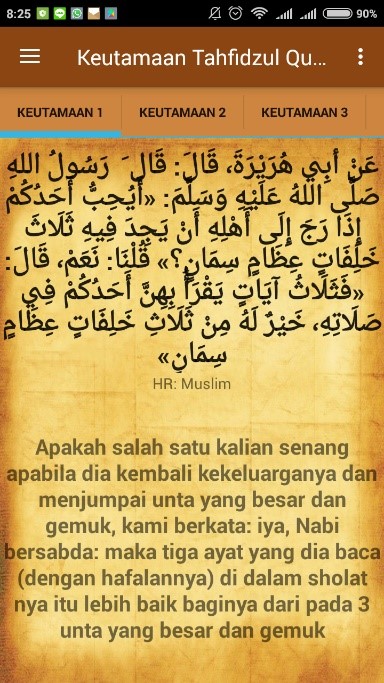 8:25
90%
Keutamaan Tahfidzul Qu...
KEUTAMAAN 1
KEUTAMAAN 2
KEUTAMAAN 3
عَنْ أَبِي هُرَيْرَةَ، قَالَ: قَالَ رَسُولُ اللهِ
صَلَّى اللهُ عَلَيْهِ وَسَلَّمَ: «أَيُحِبُّ أَحَدُكُمْ
إِذَا رَجَعَ إِلَى أَهْلِهِ أَنْ يَجِدَ فِيهِ ثَلَاثَ
خَلِفَاتٍ عِظَامٍ سِمَانٍ؟» قُلْنَا: نَعَمْ، قَالَ:
«فَثَلَاثُ آيَاتٍ يَقْرَأُ بِهِنَّ أَحَدُكُمْ فِي
صَلَاتِهِ، خَيْرٌ لَهُ مِنْ ثَلَاثِ خَلِفَاتٍ عِظَامٍ
سِمَانٍ»
HR: Muslim
Apakah salah satu kalian senang
apabila dia kembali kekeluarganya dan
menjumpai unta yang besar dan
gemuk, kami berkata: iya, Nabi
bersabda: maka tiga ayat yang dia baca
(dengan hafalannya) di dalam sholat
nya itu lebih baik baginya dari pada 3
unta yang besar dan gemuk